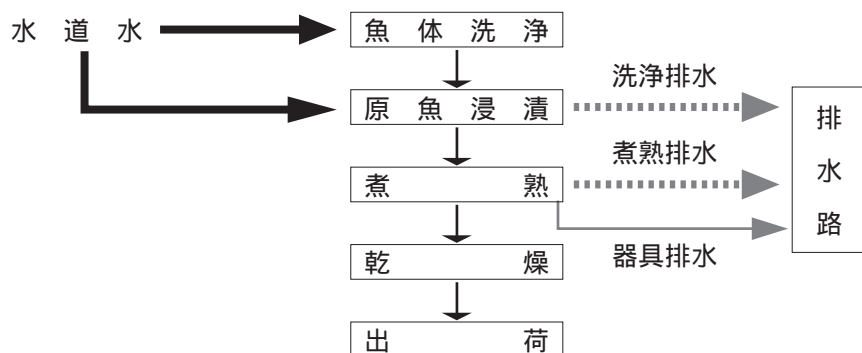 水道水
魚体洗浄
原魚浸漬
洗浄排水
煮熟
煮熟排水
排水路
器具排水
乾燥
出荷